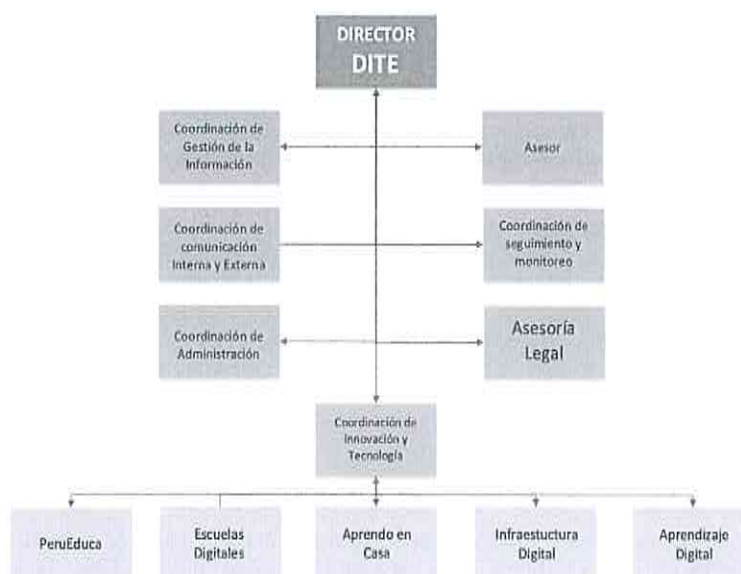 DIRECTOR
DITE
Coordinación de
Gestión de la
Información
Asesor
Coordinación de
comunicación
Interna y Externa
Coordinación de
seguimiento y
monitoreo
Coordinación de
Administración
Asesoría
Legal
Coordinación de
Innovación y
Tecnología
PeruEduca
Escuelas
Digitales
Aprendo en
Casa
Infraestuctura
Digital
Aprendizaje
Digital